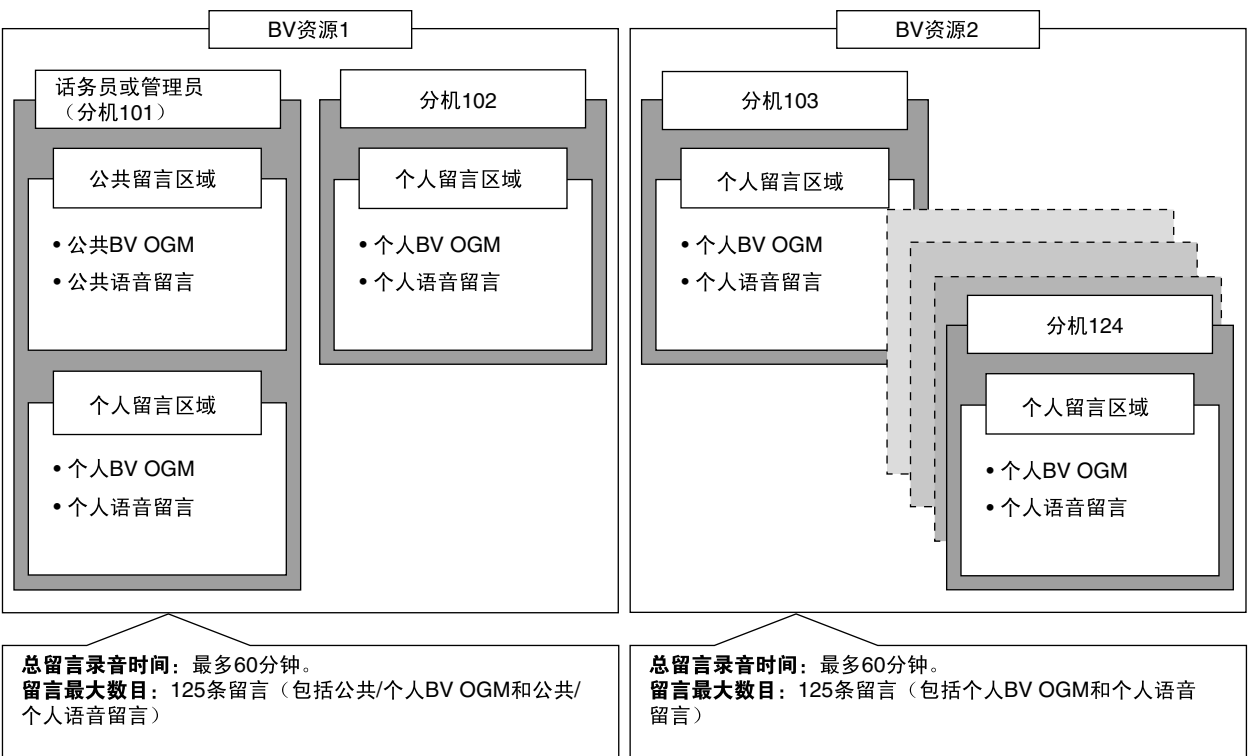 BV资源1
话务员或管理员
（分机101）
公共留言区域
• 公共BV OGM
• 公共语音留言
个人留言区域
• 个人BV OGM
• 个人语音留言
分机102
个人留言区域
• 个人BV OGM
• 个人语音留言
总留言录音时间：最多60分钟。
留言最大数目：125条留言（包括公共/个人BV OGM和公共/
个人语音留言）
BV资源2
分机103
个人留言区域
• 个人BV OGM
• 个人语音留言
分机124
个人留言区域
• 个人BV OGM
• 个人语音留言
总留言录音时间：最多60分钟。
留言最大数目：125条留言（包括个人BV OGM和个人语音
留言）